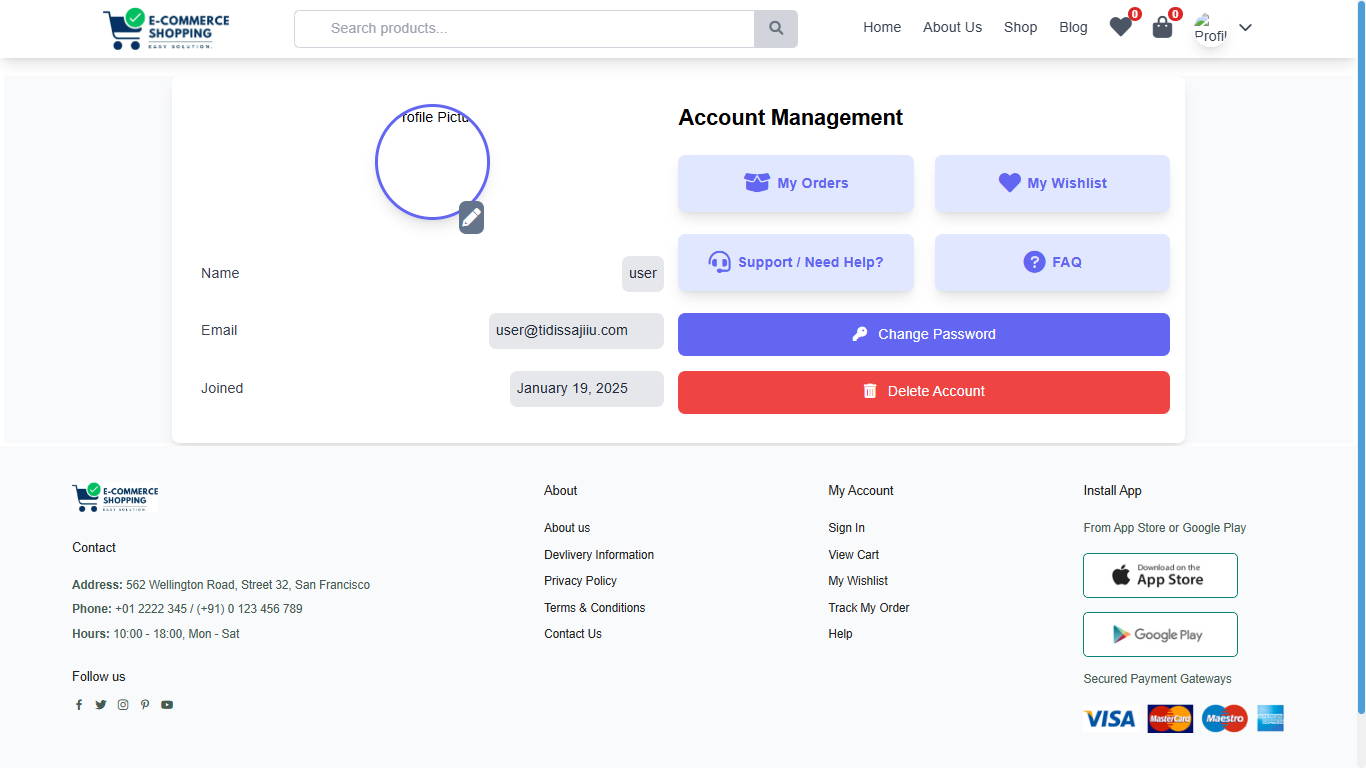 E-COMMERCE
SHOPPING
EASY SOLUTION.
Search products...
Home
About Us
Shop
Blog
0
0
Profil
rofile Pictu
Account Management
My Orders
My Wishlist
Support / Need Help?
FAQ
Name
user
Email
user@tidissajiiu.com
Change Password
Joined
January 19, 2025
Delete Account
E-COMMERCE
SHOPPING
EASY SOLUTION.
Contact
Address: 562 Wellington Road, Street 32, San Francisco
Phone: +01 2222 345 / (+91) 0 123 456 789
Hours: 10:00 - 18:00, Mon - Sat
Follow us
About
About us
Devlivery Information
Privacy Policy
Terms & Conditions
Contact Us
My Account
Sign In
View Cart
My Wishlist
Track My Order
Help
Install App
From App Store or Google Play
Download on the
App Store
Google Play
Secured Payment Gateways
VISA
MasterCard
Maestro